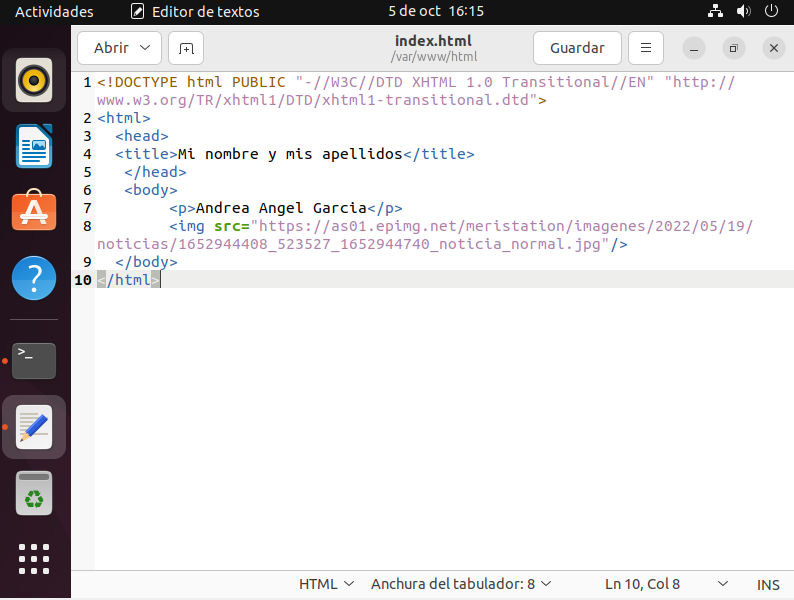 Actividades Editor de textos 5 de oct 16:15
Abrir index.html Guardar
/var/www/html
1 <!DOCTYPE html PUBLIC "-//W3C//DTD XHTML 1.0 Transitional//EN" "http://
www.w3.org/TR/xhtml1/DTD/xhtml1-transitional.dtd">
2 <html>
3 <head>
4 <title>Mi nombre y mis apellidos</title>
5 </head>
6 <body>
7 <p>Andrea Angel Garcia</p>
8 <img src="https://as01.epimg.net/meristation/imagenes/2022/05/19/
noticias/1652944408_523527_1652944740_noticia_normal.jpg"/>
9 </body>
10 </html>
HTML Anchura del tabulador: 8 Ln 10, Col 8 INS